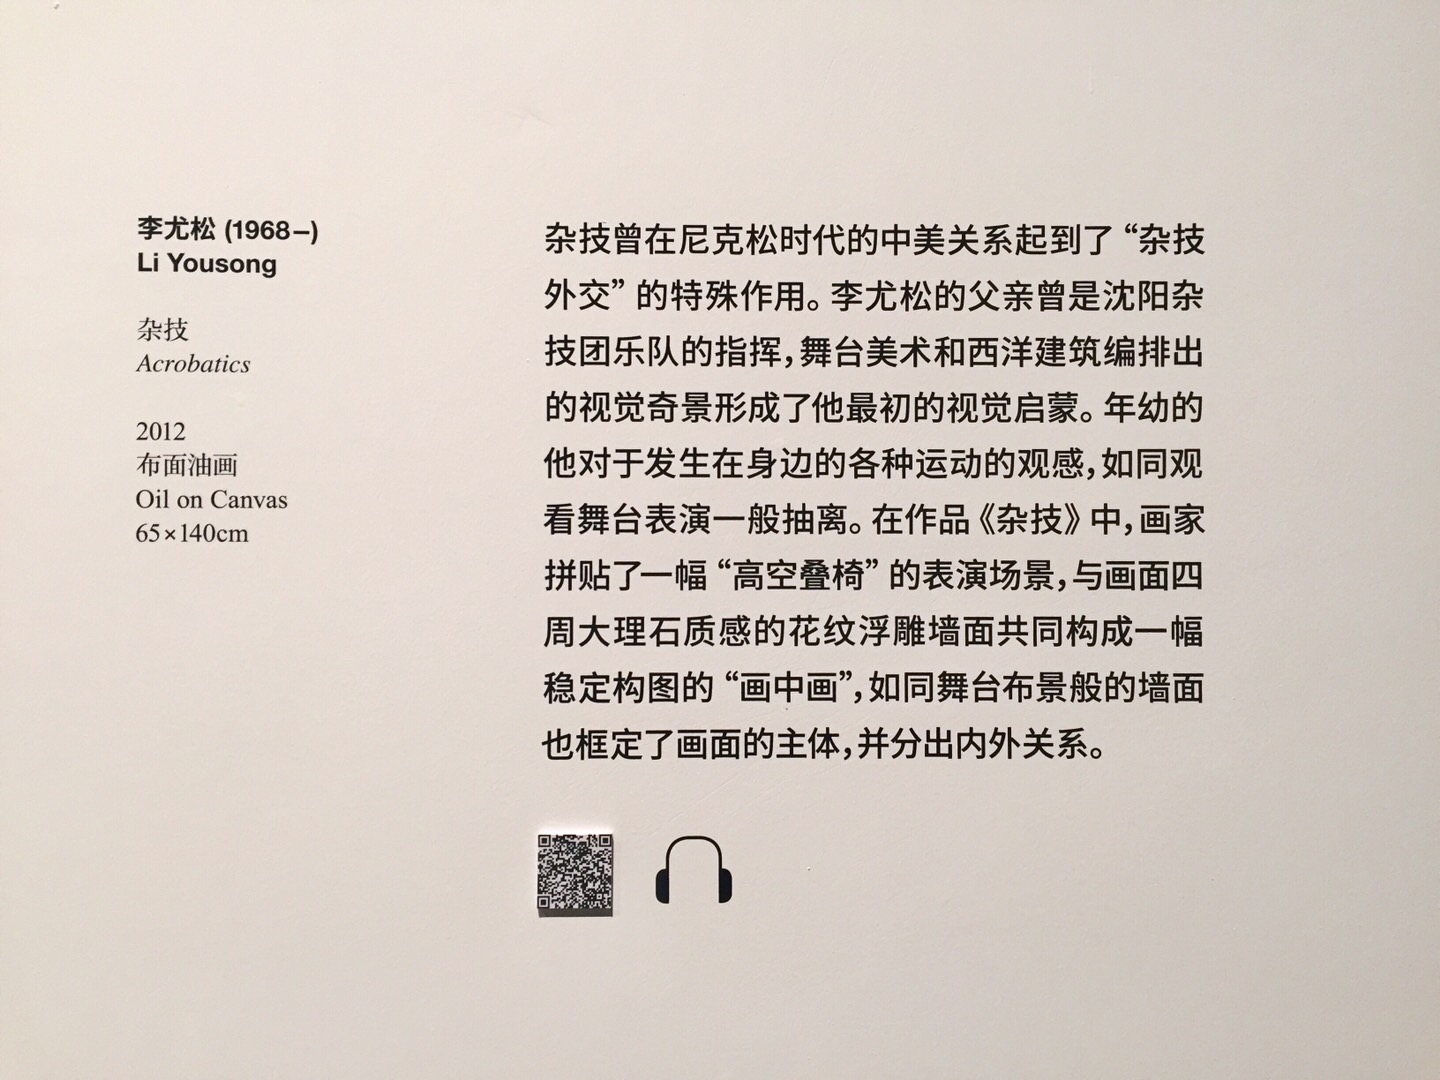 李尤松 (1968–)
Li Yousong
杂技
Acrobatics
2012
布面油画
Oil on Canvas
65×140cm
杂技曾在尼克松时代的中美关系起到了“杂技
外交”的特殊作用。李尤松的父亲曾是沈阳杂
技团乐队的指挥，舞台美术和西洋建筑编排出
的视觉奇景形成了他最初的视觉启蒙。年幼的
他对于发生在身边的各种运动的观感，如同观
看舞台表演一般抽离。在作品《杂技》中，画家
拼贴了一幅“高空叠椅”的表演场景，与画面四
周大理石质感的花纹浮雕墙面共同构成一幅
稳定构图的“画中画”，如同舞台布景般的墙面
也框定了画面的主体，并分出内外关系。